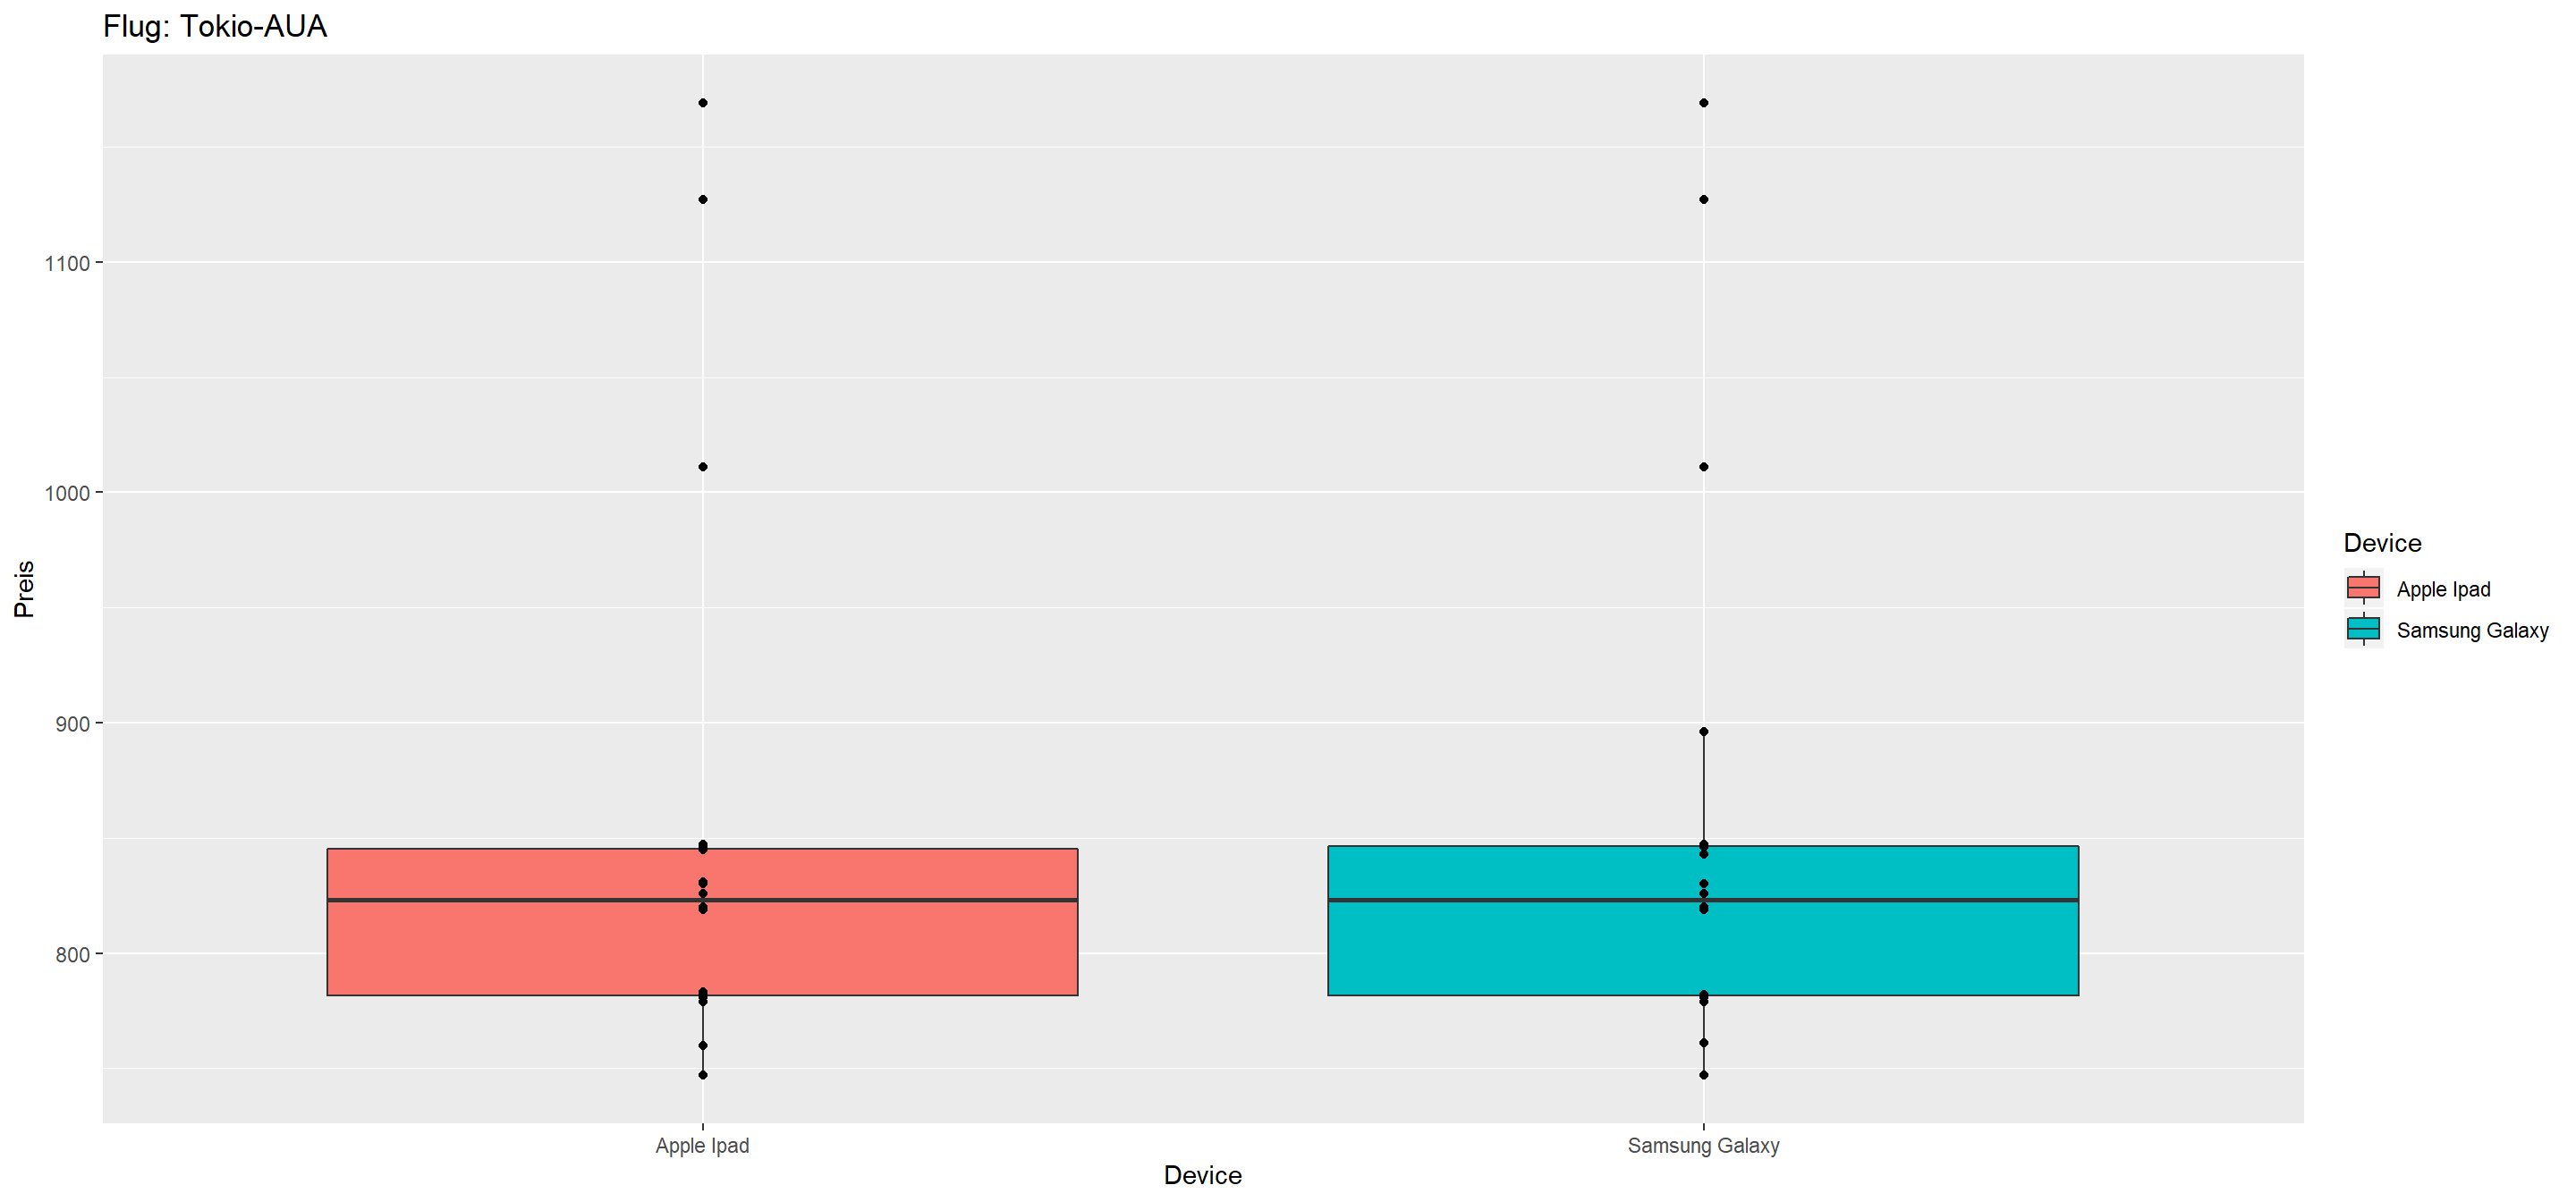 Flug: Tokio-AUA
Preis
1100
1000
900
800
Apple Ipad
Samsung Galaxy
Device
Device
Apple Ipad
Samsung Galaxy